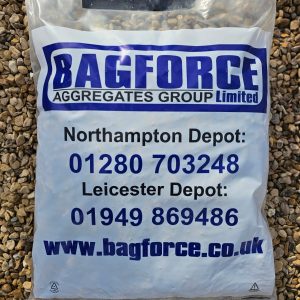 BAGFORCE
AGGREGATES GROUP Limited
Northampton Depot:
01280 703248
Leicester Depot:
01949 869486
www.bagforce.co.uk